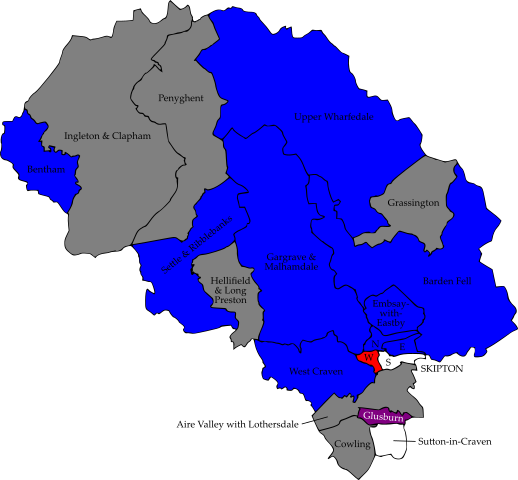 Penyghent
Upper Wharfedale
Ingleton & Clapham
Bentham
Grassington
Settle & Ribblebanks
Gargrave &
Malhamdale
Hellifield
& Long
Preston
Barden Fell
Embsay-
with-
Eastby
N
E
W
S
SKIPTON
West Craven
Glusburn
Aire Valley with Lothersdale
Cowling
Sutton-in-Craven